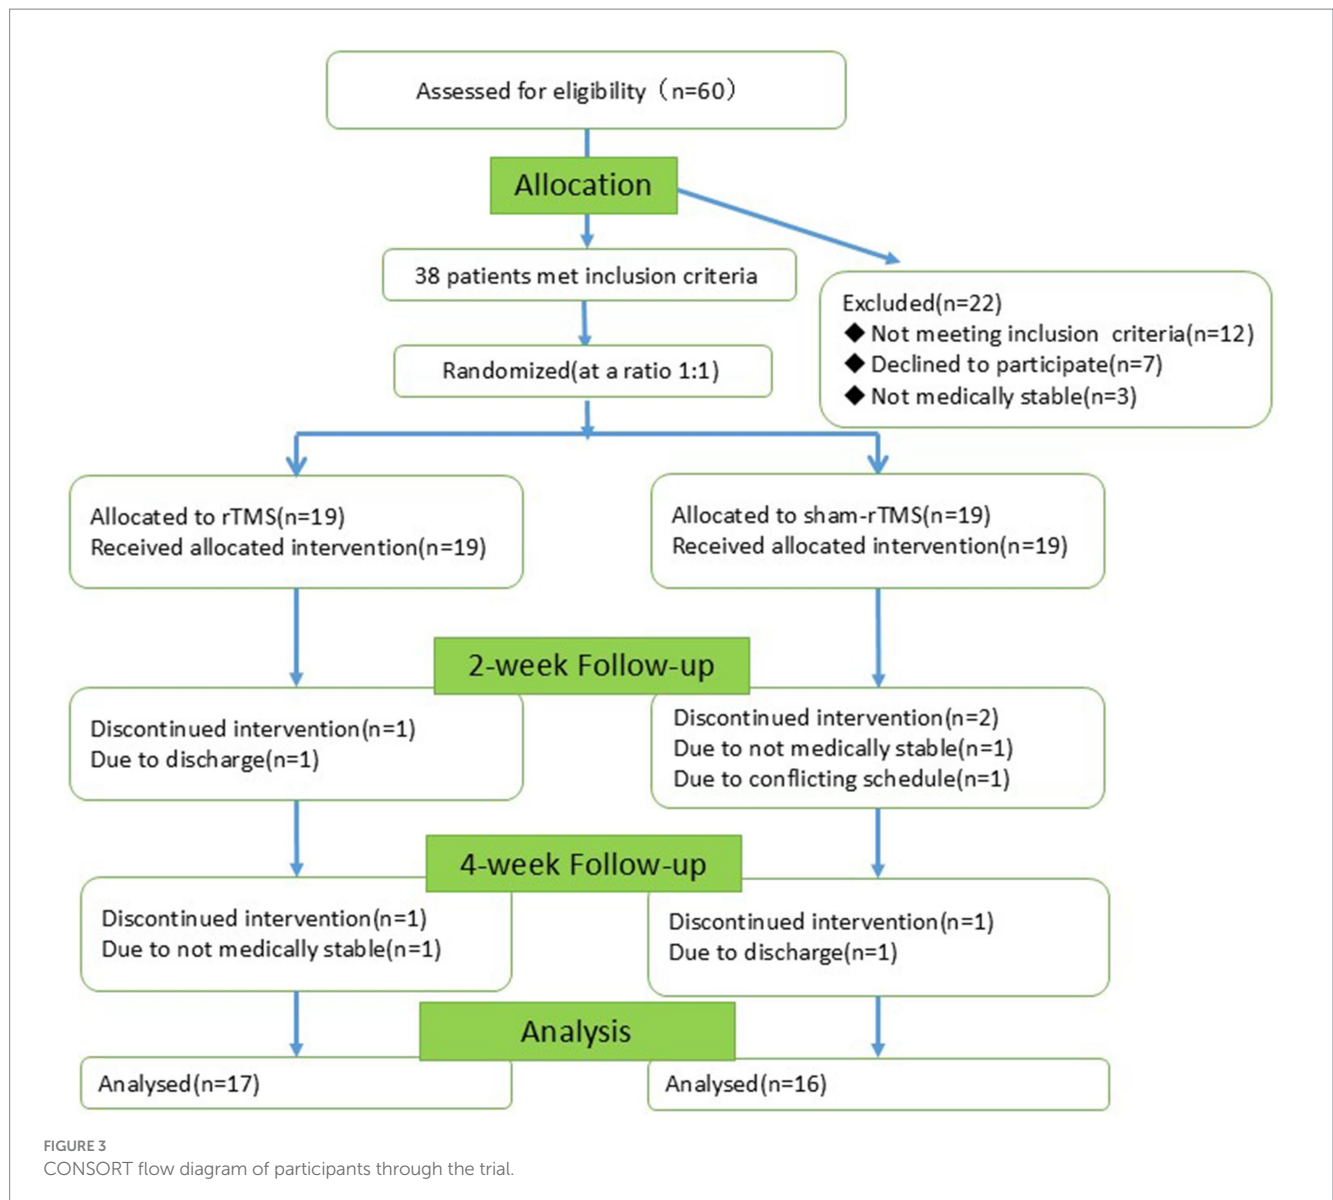 Assessed for eligibility（n=60）
Allocation
38 patients met inclusion criteria
Excluded(n=22)
◆ Not meeting inclusion criteria(n=12)
◆ Declined to participate(n=7)
◆ Not medically stable(n=3)
Randomized(at a ratio 1:1)
Allocated to rTMS(n=19)
Received allocated intervention(n=19)
Allocated to sham-rTMS(n=19)
Received allocated intervention(n=19)
2-week Follow-up
Discontinued intervention(n=1)
Due to discharge(n=1)
Discontinued intervention(n=2)
Due to not medically stable(n=1)
Due to conflicting schedule(n=1)
4-week Follow-up
Discontinued intervention(n=1)
Due to not medically stable(n=1)
Discontinued intervention(n=1)
Due to discharge(n=1)
Analysis
Analysed(n=17)
Analysed(n=16)
FIGURE 3
CONSORT flow diagram of participants through the trial.